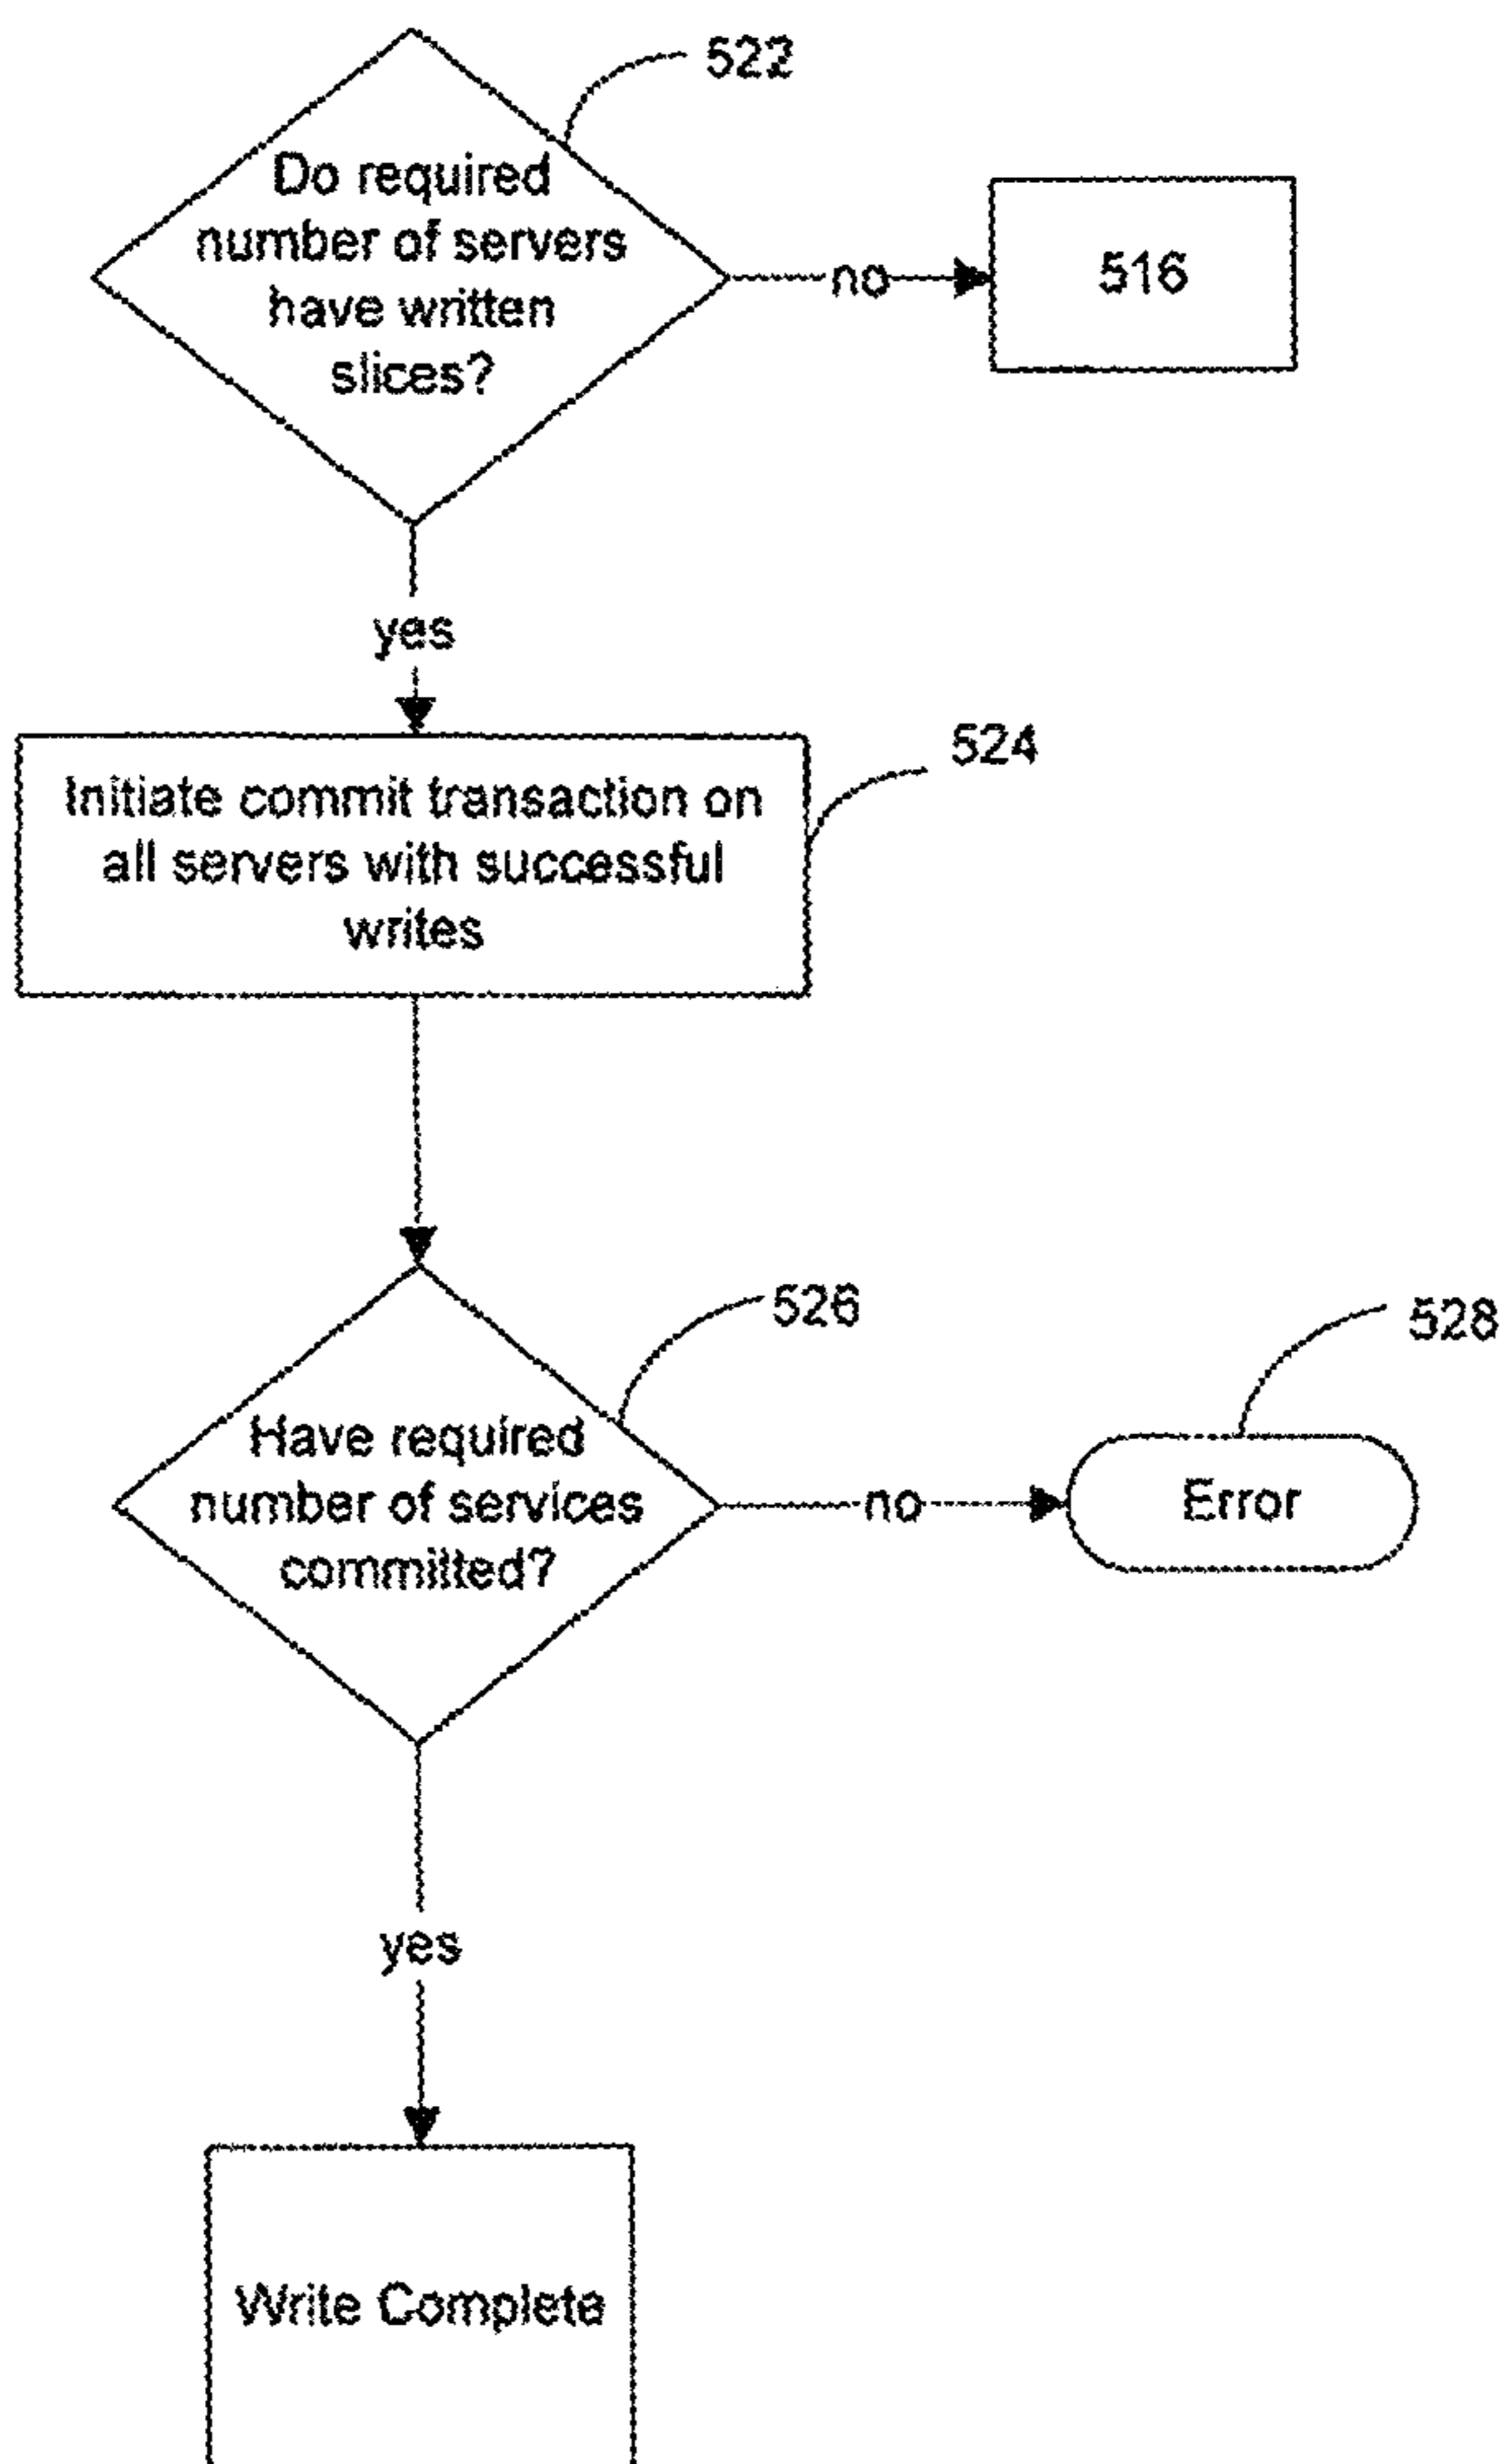 522
Do required
number of servers
have written
slices?
no
516
yes
524
Initiate commit transaction on
all servers with successful
writes
526
528
Have required
number of services
committed?
no
Error
yes
Write Complete